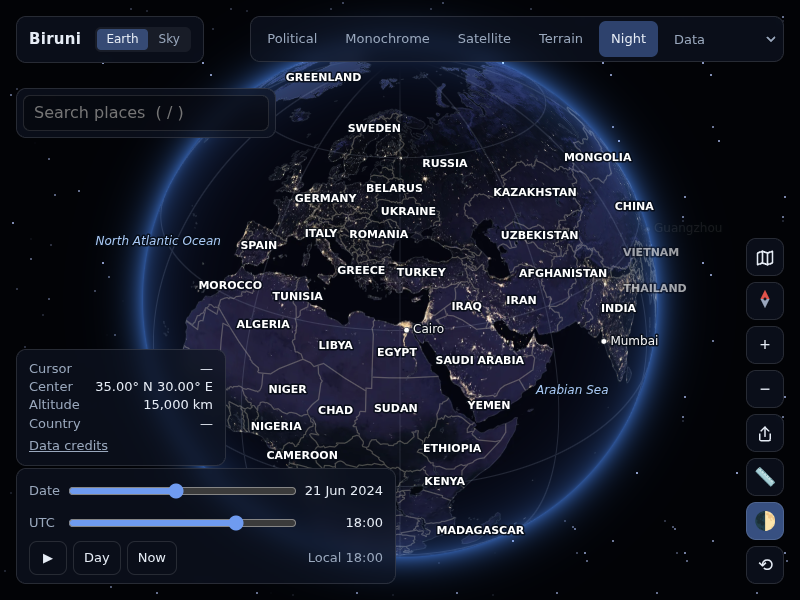 Biruni
Earth
Sky
Political
Monochrome
Satellite
Terrain
Night
Data
Search places ( / )
GREENLAND
SWEDEN
RUSSIA
MONGOLIA
BELARUS
KAZAKHSTAN
GERMANY
CHINA
UKRAINE
Guangzhou
ITALY
ROMANIA
UZBEKISTAN
North Atlantic Ocean
SPAIN
VIETNAM
GREECE
TURKEY
AFGHANISTAN
MOROCCO
THAILAND
TUNISIA
IRAQ
IRAN
INDIA
ALGERIA
Cairo
LIBYA
Mumbai
EGYPT
SAUDI ARABIA
NIGER
Arabian Sea
CHAD
SUDAN
YEMEN
NIGERIA
ETHIOPIA
CAMEROON
KENYA
MADAGASCAR
Cursor —
Center 35.00° N 30.00° E
Altitude 15,000 km
Country —
Data credits
Date 21 Jun 2024
UTC 18:00
Day
Now
Local 18:00